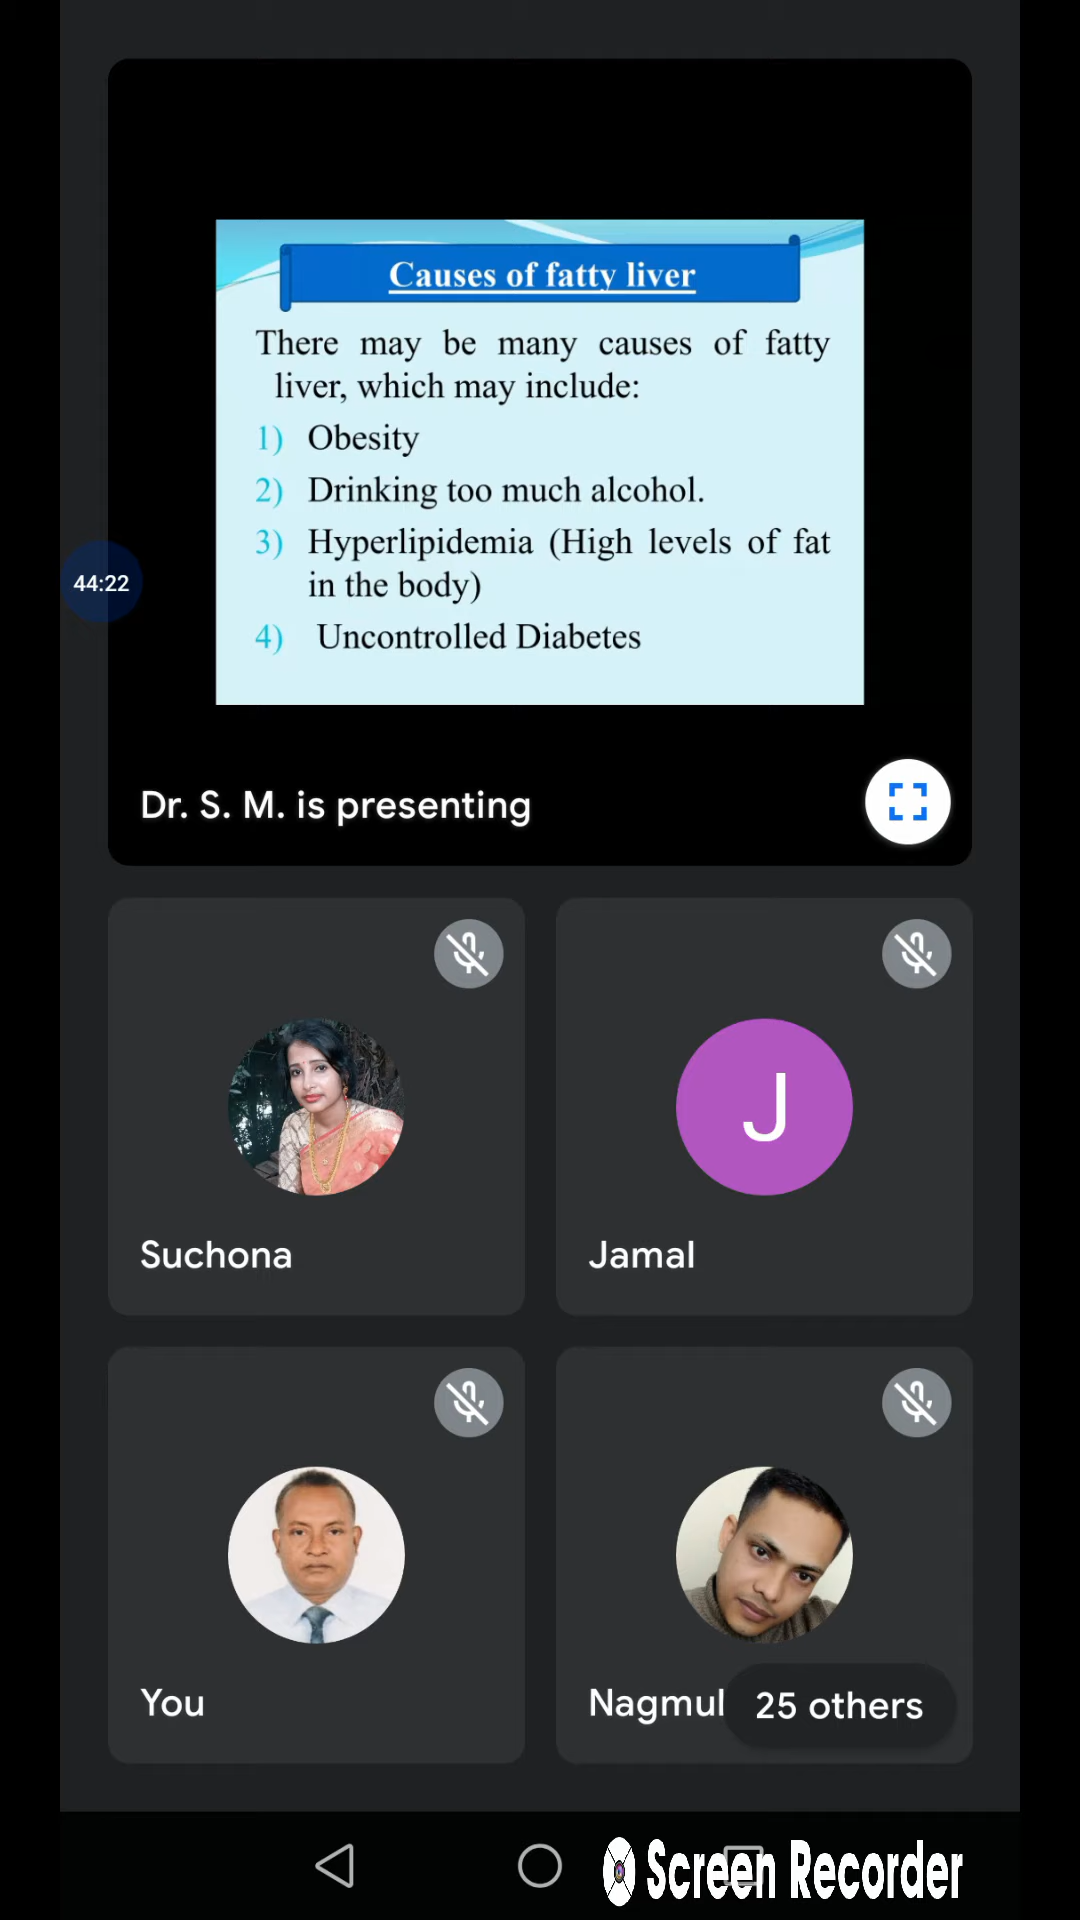 Causes of fatty liver
There may be many causes of fatty
liver, which may include:
1) Obesity
2) Drinking too much alcohol.
3) Hyperlipidemia (High levels of fat
in the body)
4) Uncontrolled Diabetes
44:22
Dr. S. M. is presenting
Suchona
Jamal
J
You
Nagmul
25 others
Screen Recorder